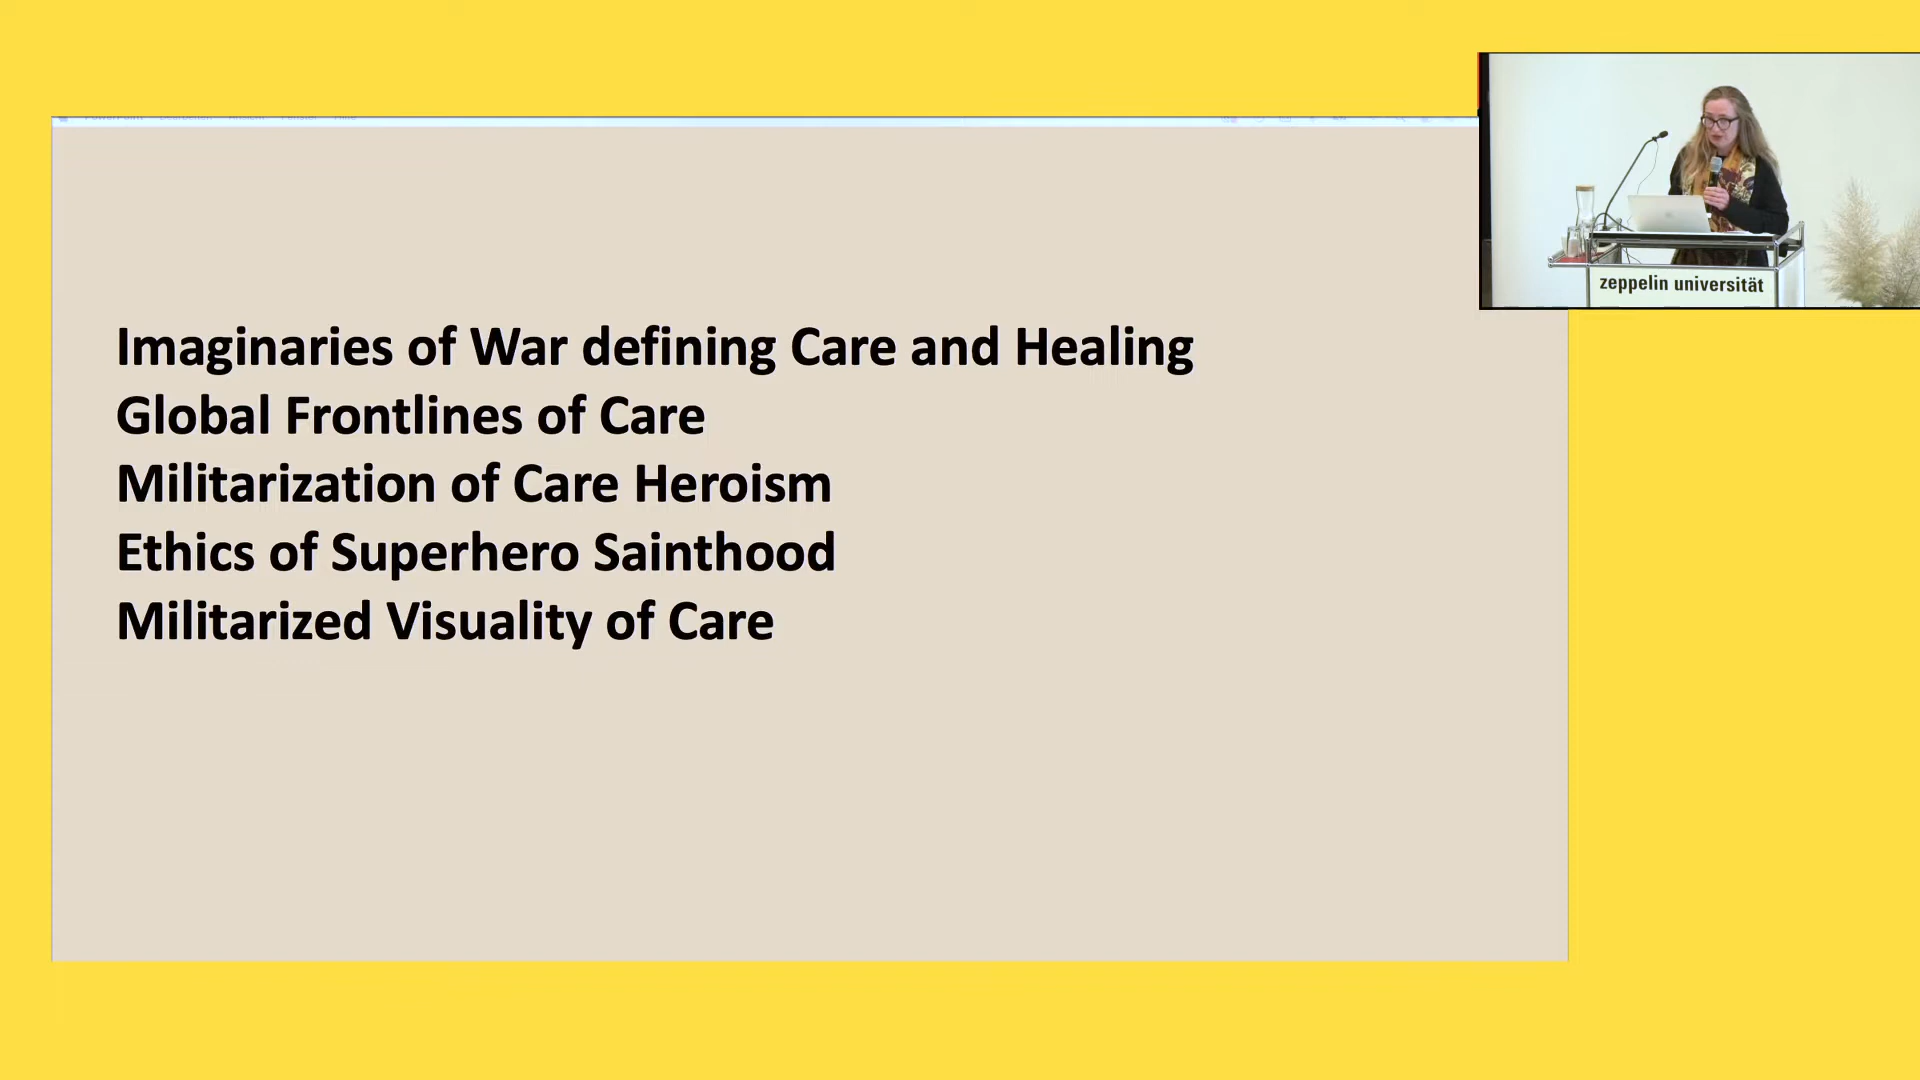 Imaginaries of War defining Care and Healing
Global Frontlines of Care
Militarization of Care Heroism
Ethics of Superhero Sainthood
Militarized Visuality of Care
zeppelin universität